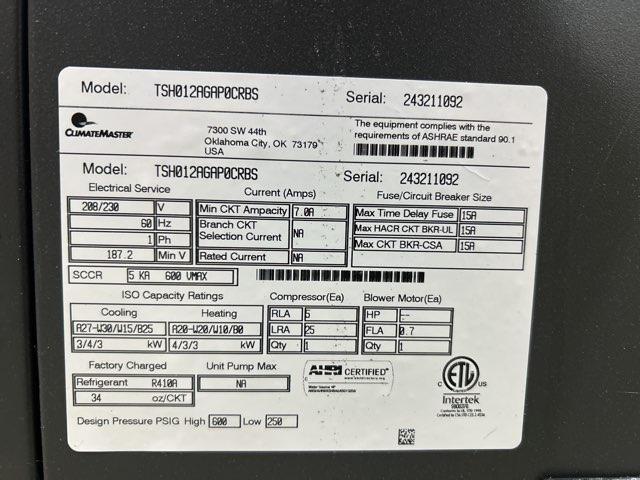 Model: TSH012AGAP0CRBS Serial: 243211092
CLIMATEMASTER
7300 SW 44th
Oklahoma City, OK 73179
USA
The equipment complies with the
requirements of ASHRAE standard 90.1
Model: TSH012AGAP0CRBS Serial: 243211092
Electrical Service
208/230 V
60 Hz
1 Ph
187.2 Min V
Current (Amps)
Min CKT Ampacity 7.0A
Branch CKT
Selection Current NA
Rated Current NA
Fuse/Circuit Breaker Size
Max Time Delay Fuse 15A
Max HACR CKT BKR-UL 15A
Max CKT BKR-CSA 15A
SCCR 5 KA 600 VMAX
ISO Capacity Ratings
Cooling Heating
A27-W30/W15/B25 A20-W20/W10/B0
3/4/3 kW 4/3/3 kW
Compressor(Ea)
RLA 5
LRA 25
Qty 1
Blower Motor(Ea)
HP --
FLA 0.7
Qty 1
Factory Charged
Refrigerant R410A
34 oz/CKT
Unit Pump Max
NA
AHRI CERTIFIED
www.ahridirectory.org
C ETL US
Intertek
Design Pressure PSIG High 600 Low 250